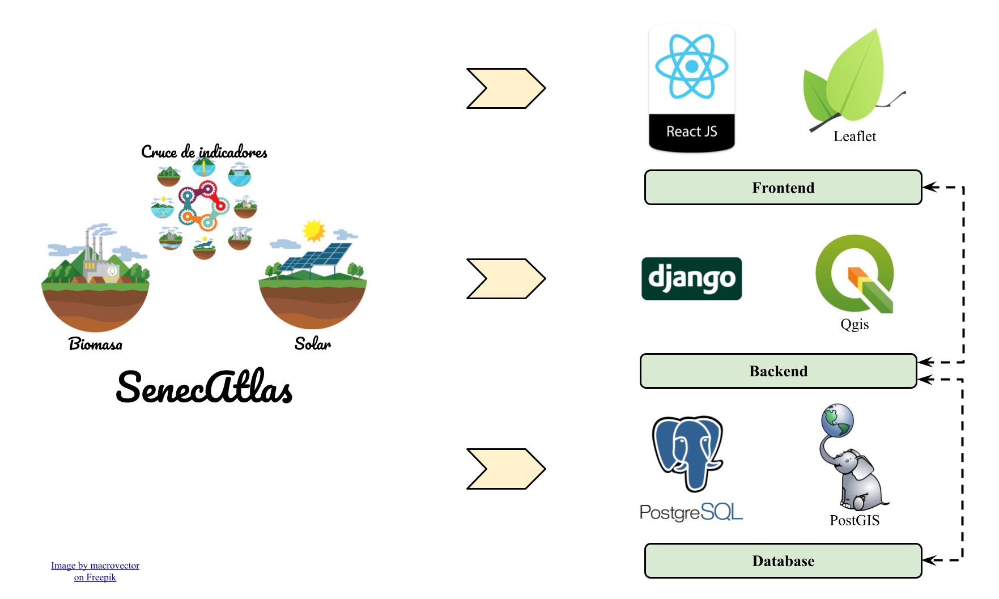 Cruce de indicadores
Biomasa
Solar
SenecAtlas
Image by macrovector
on Freepik
React JS
Leaflet
Frontend
django
Qgis
Backend
PostgreSQL
PostGIS
Database